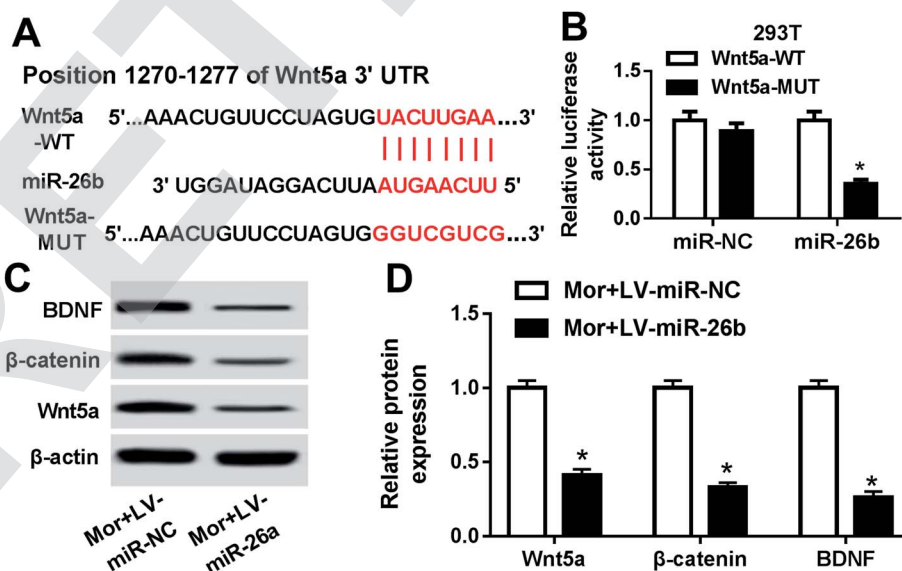 A
Position 1270-1277 of Wnt5a 3' UTR
Wnt5a
-WT
5'...AAACUGUUCCUAGUGUACUUGAA...3'
miR-26b
3' UGGAUAGGACUUAAUGAACUU 5'
Wnt5a-
MUT
5'...AAACUGUUCCUAGUGGGUCGUCG...3'
B
293T
Wnt5a-WT
Wnt5a-MUT
Relative luciferase
activity
1.5
1.0
0.5
0.0
*
miR-NC
miR-26b
C
BDNF
β-catenin
Wnt5a
β-actin
Mor+LV-
miR-NC
Mor+LV-
miR-26a
D
Mor+LV-miR-NC
Mor+LV-miR-26b
Relative protein
expression
1.5
1.0
0.5
0.0
*
*
*
Wnt5a
β-catenin
BDNF